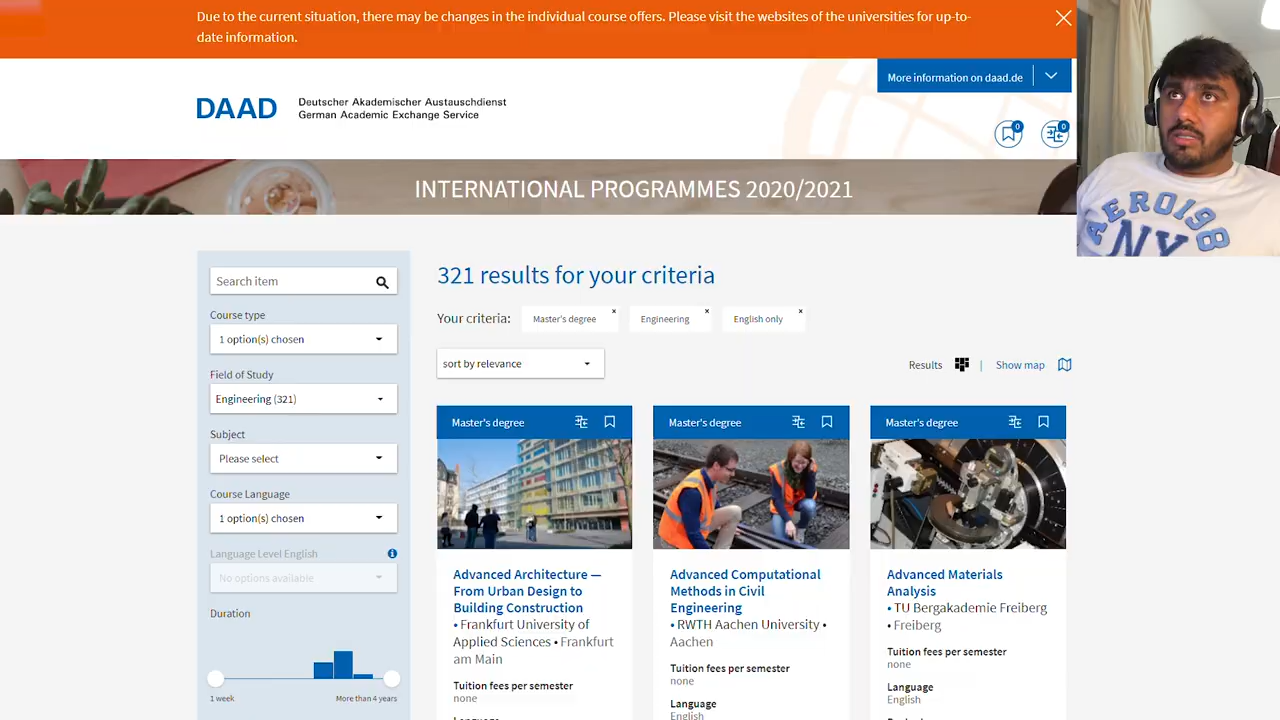 Due to the current situation, there may be changes in the individual course offers. Please visit the websites of the universities for up-to-
date information.
More information on daad.de
DAAD
Deutscher Akademischer Austauschdienst
German Academic Exchange Service
0
0
INTERNATIONAL PROGRAMMES 2020/2021
Search item
Course type
1 option(s) chosen
Field of Study
Engineering (321)
Subject
Please select
Course Language
1 option(s) chosen
Language Level English
No options available
Duration
1 week
More than 4 years
321 results for your criteria
Your criteria:
Master's degree
Engineering
English only
sort by relevance
Results
|
Show map
Master's degree
Advanced Architecture —
From Urban Design to
Building Construction
• Frankfurt University of
Applied Sciences • Frankfurt
am Main
Tuition fees per semester
none
Language
Master's degree
Advanced Computational
Methods in Civil
Engineering
• RWTH Aachen University •
Aachen
Tuition fees per semester
none
Language
English
Master's degree
Advanced Materials
Analysis
• TU Bergakademie Freiberg
• Freiberg
Tuition fees per semester
none
Language
English
AERO198
NY